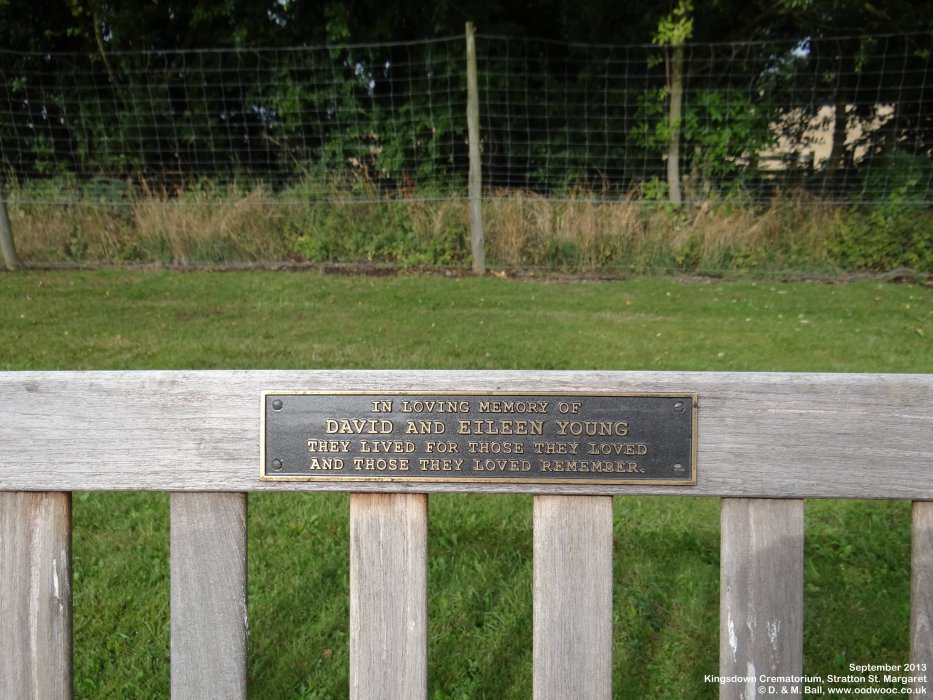 IN LOVING MEMORY OF
DAVID AND EILEEN YOUNG
THEY LIVED FOR THOSE THEY LOVED
AND THOSE THEY LOVED REMEMBER.
September 2013
Kingsdown Crematorium, Stratton St. Margaret
© D. & M. Ball, www.oodwooc.co.uk